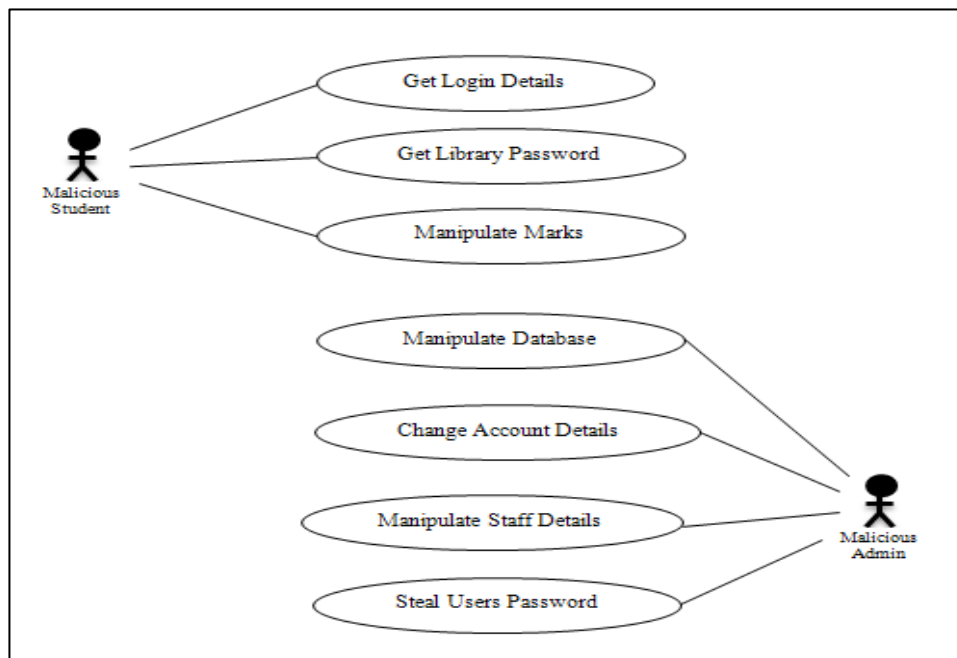 Get Login Details
Get Library Password
Malicious
Student
Manipulate Marks
Manipulate Database
Change Account Details
Manipulate Staff Details
Malicious
Admin
Steal Users Password